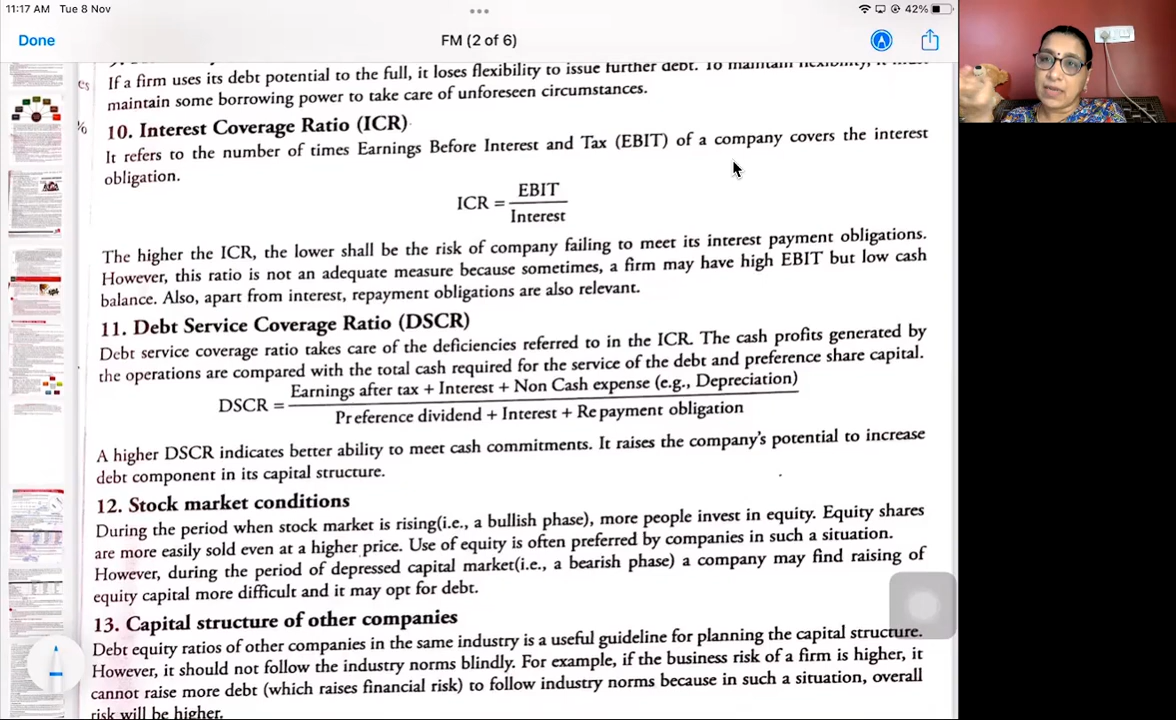 11:17 AM Tue 8 Nov
42%
Done
FM (2 of 6)
If a firm uses its debt potential to the full, it loses flexibility to issue further debt. To maintain flexibility, it must
maintain some borrowing power to take care of unforeseen circumstances.
10. Interest Coverage Ratio (ICR)
It refers to the number of times Earnings Before Interest and Tax (EBIT) of a company covers the interest
obligation.
ICR = EBIT
Interest
The higher the ICR, the lower shall be the risk of company failing to meet its interest payment obligations.
However, this ratio is not an adequate measure because sometimes, a firm may have high EBIT but low cash
balance. Also, apart from interest, repayment obligations are also relevant.
11. Debt Service Coverage Ratio (DSCR)
Debt service coverage ratio takes care of the deficiencies referred to in the ICR. The cash profits generated by
the operations are compared with the total cash required for the service of the debt and preference share capital.
DSCR = Earnings after tax + Interest + Non Cash expense (e.g., Depreciation)
Preference dividend + Interest + Repayment obligation
A higher DSCR indicates better ability to meet cash commitments. It raises the company's potential to increase
debt component in its capital structure.
12. Stock market conditions
During the period when stock market is rising(i.e., a bullish phase), more people invest in equity. Equity shares
are more easily sold even at a higher price. Use of equity is often preferred by companies in such a situation.
However, during the period of depressed capital market(i.e., a bearish phase) a company may find raising of
equity capital more difficult and it may opt for debt.
13. Capital structure of other companies
Debt equity ratios of other companies in the same industry is a useful guideline for planning the capital structure.
However, it should not follow the industry norms blindly. For example, if the business risk of a firm is higher, it
cannot raise more debt (which raises financial risk) to follow industry norms because in such a situation, overall
risk will be higher.